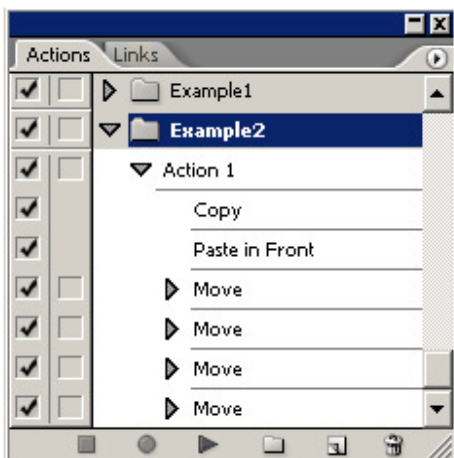 Actions Links
Example1
Example2
Action 1
Copy
Paste in Front
Move
Move
Move
Move